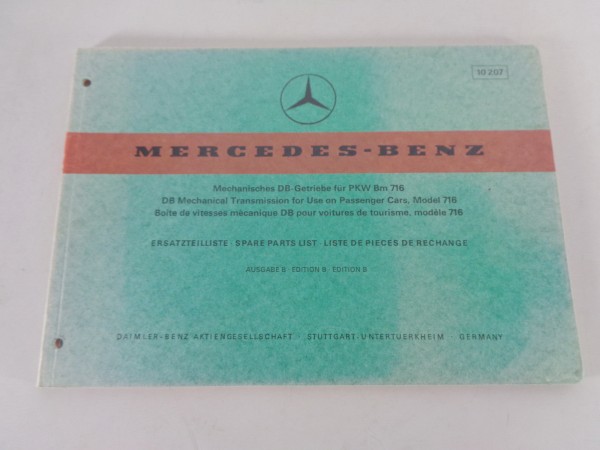 10 207
MERCEDES-BENZ
Mechanisches DB-Getriebe für PKW Bm 716
DB Mechanical Transmission for Use on Passenger Cars, Model 716
Boîte de vitesses mécanique DB pour voitures de tourisme, modèle 716
ERSATZTEILLISTE · SPARE PARTS LIST · LISTE DE PIECES DE RECHANGE
AUSGABE B · EDITION B · EDITION B
DAIMLER-BENZ AKTIENGESELLSCHAFT · STUTTGART-UNTERTUERKHEIM · GERMANY